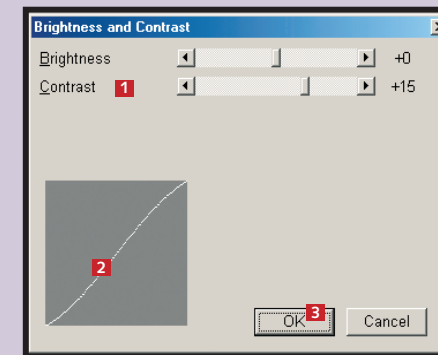 Brightness and Contrast
Brightness +0
Contrast 1 +15
2
OK 3 Cancel